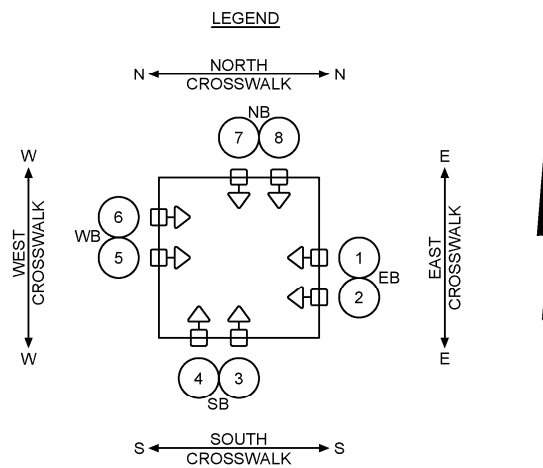 LEGEND
NORTH
N N
CROSSWALK
NB
7 8
W E
6
WB
5
WEST
CROSSWALK
1
EB
2
EAST
CROSSWALK
4 3
SB
W E
SOUTH
S S
CROSSWALK